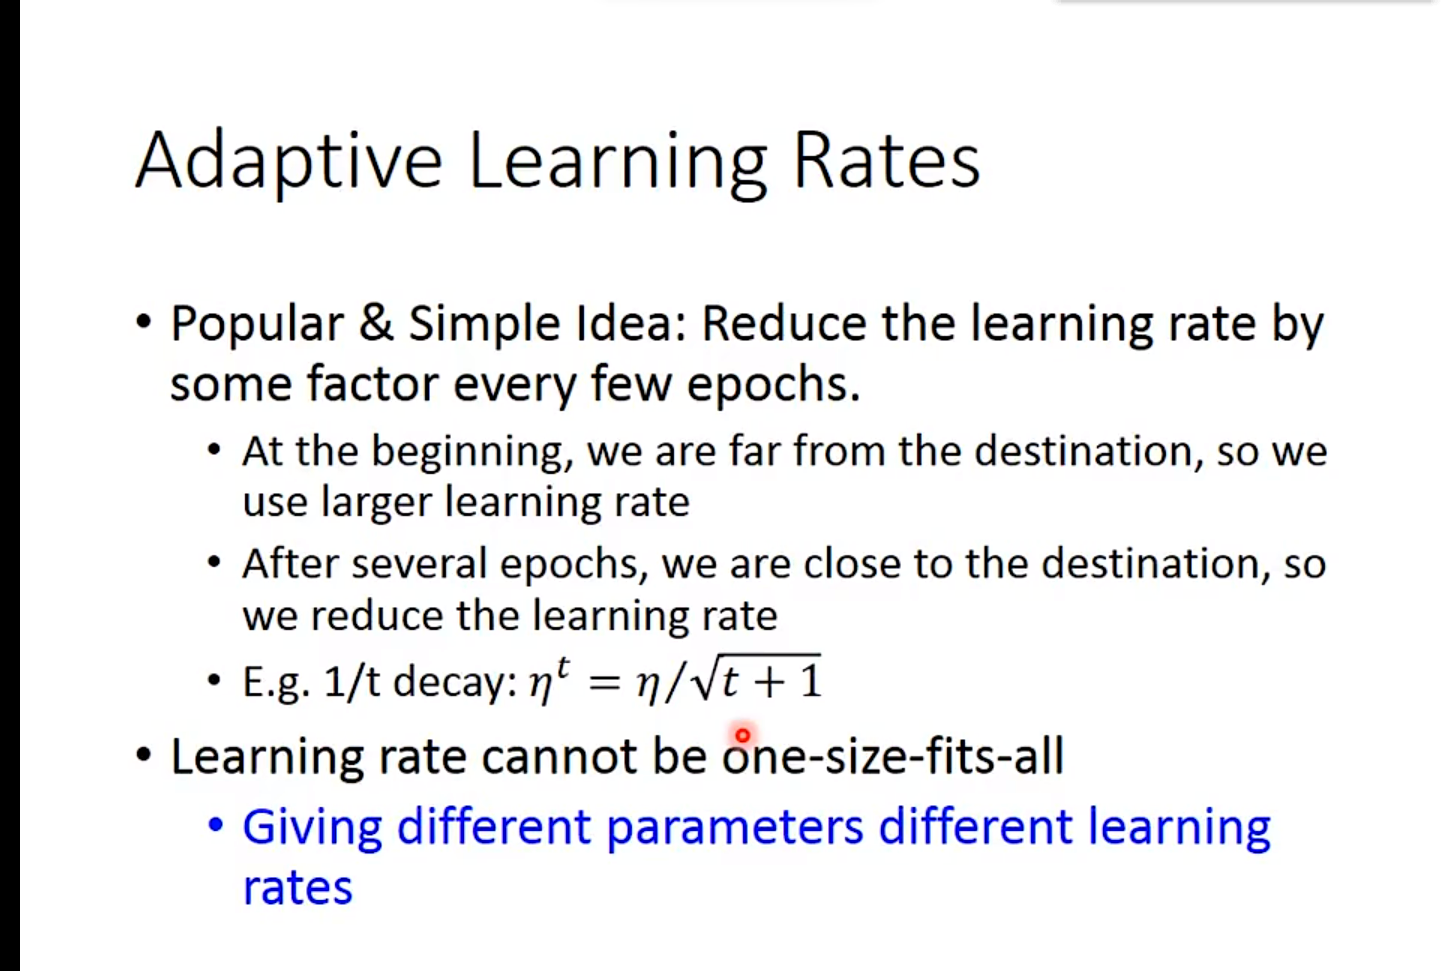 Adaptive Learning Rates
• Popular & Simple Idea: Reduce the learning rate by
some factor every few epochs.
• At the beginning, we are far from the destination, so we
use larger learning rate
• After several epochs, we are close to the destination, so
we reduce the learning rate
• E.g. 1/t decay: ηᵗ = η/√t + 1
• Learning rate cannot be one-size-fits-all
• Giving different parameters different learning
rates